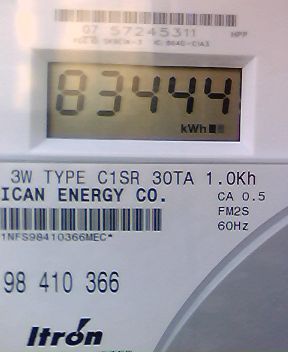 07 57245311 HPP
83444
kWh
3W TYPE C1SR 30TA 1.0Kh
ICAN ENERGY CO. CA 0.5
FM2S
60Hz
1NFS98410366MEC*
98 410 366
Itron